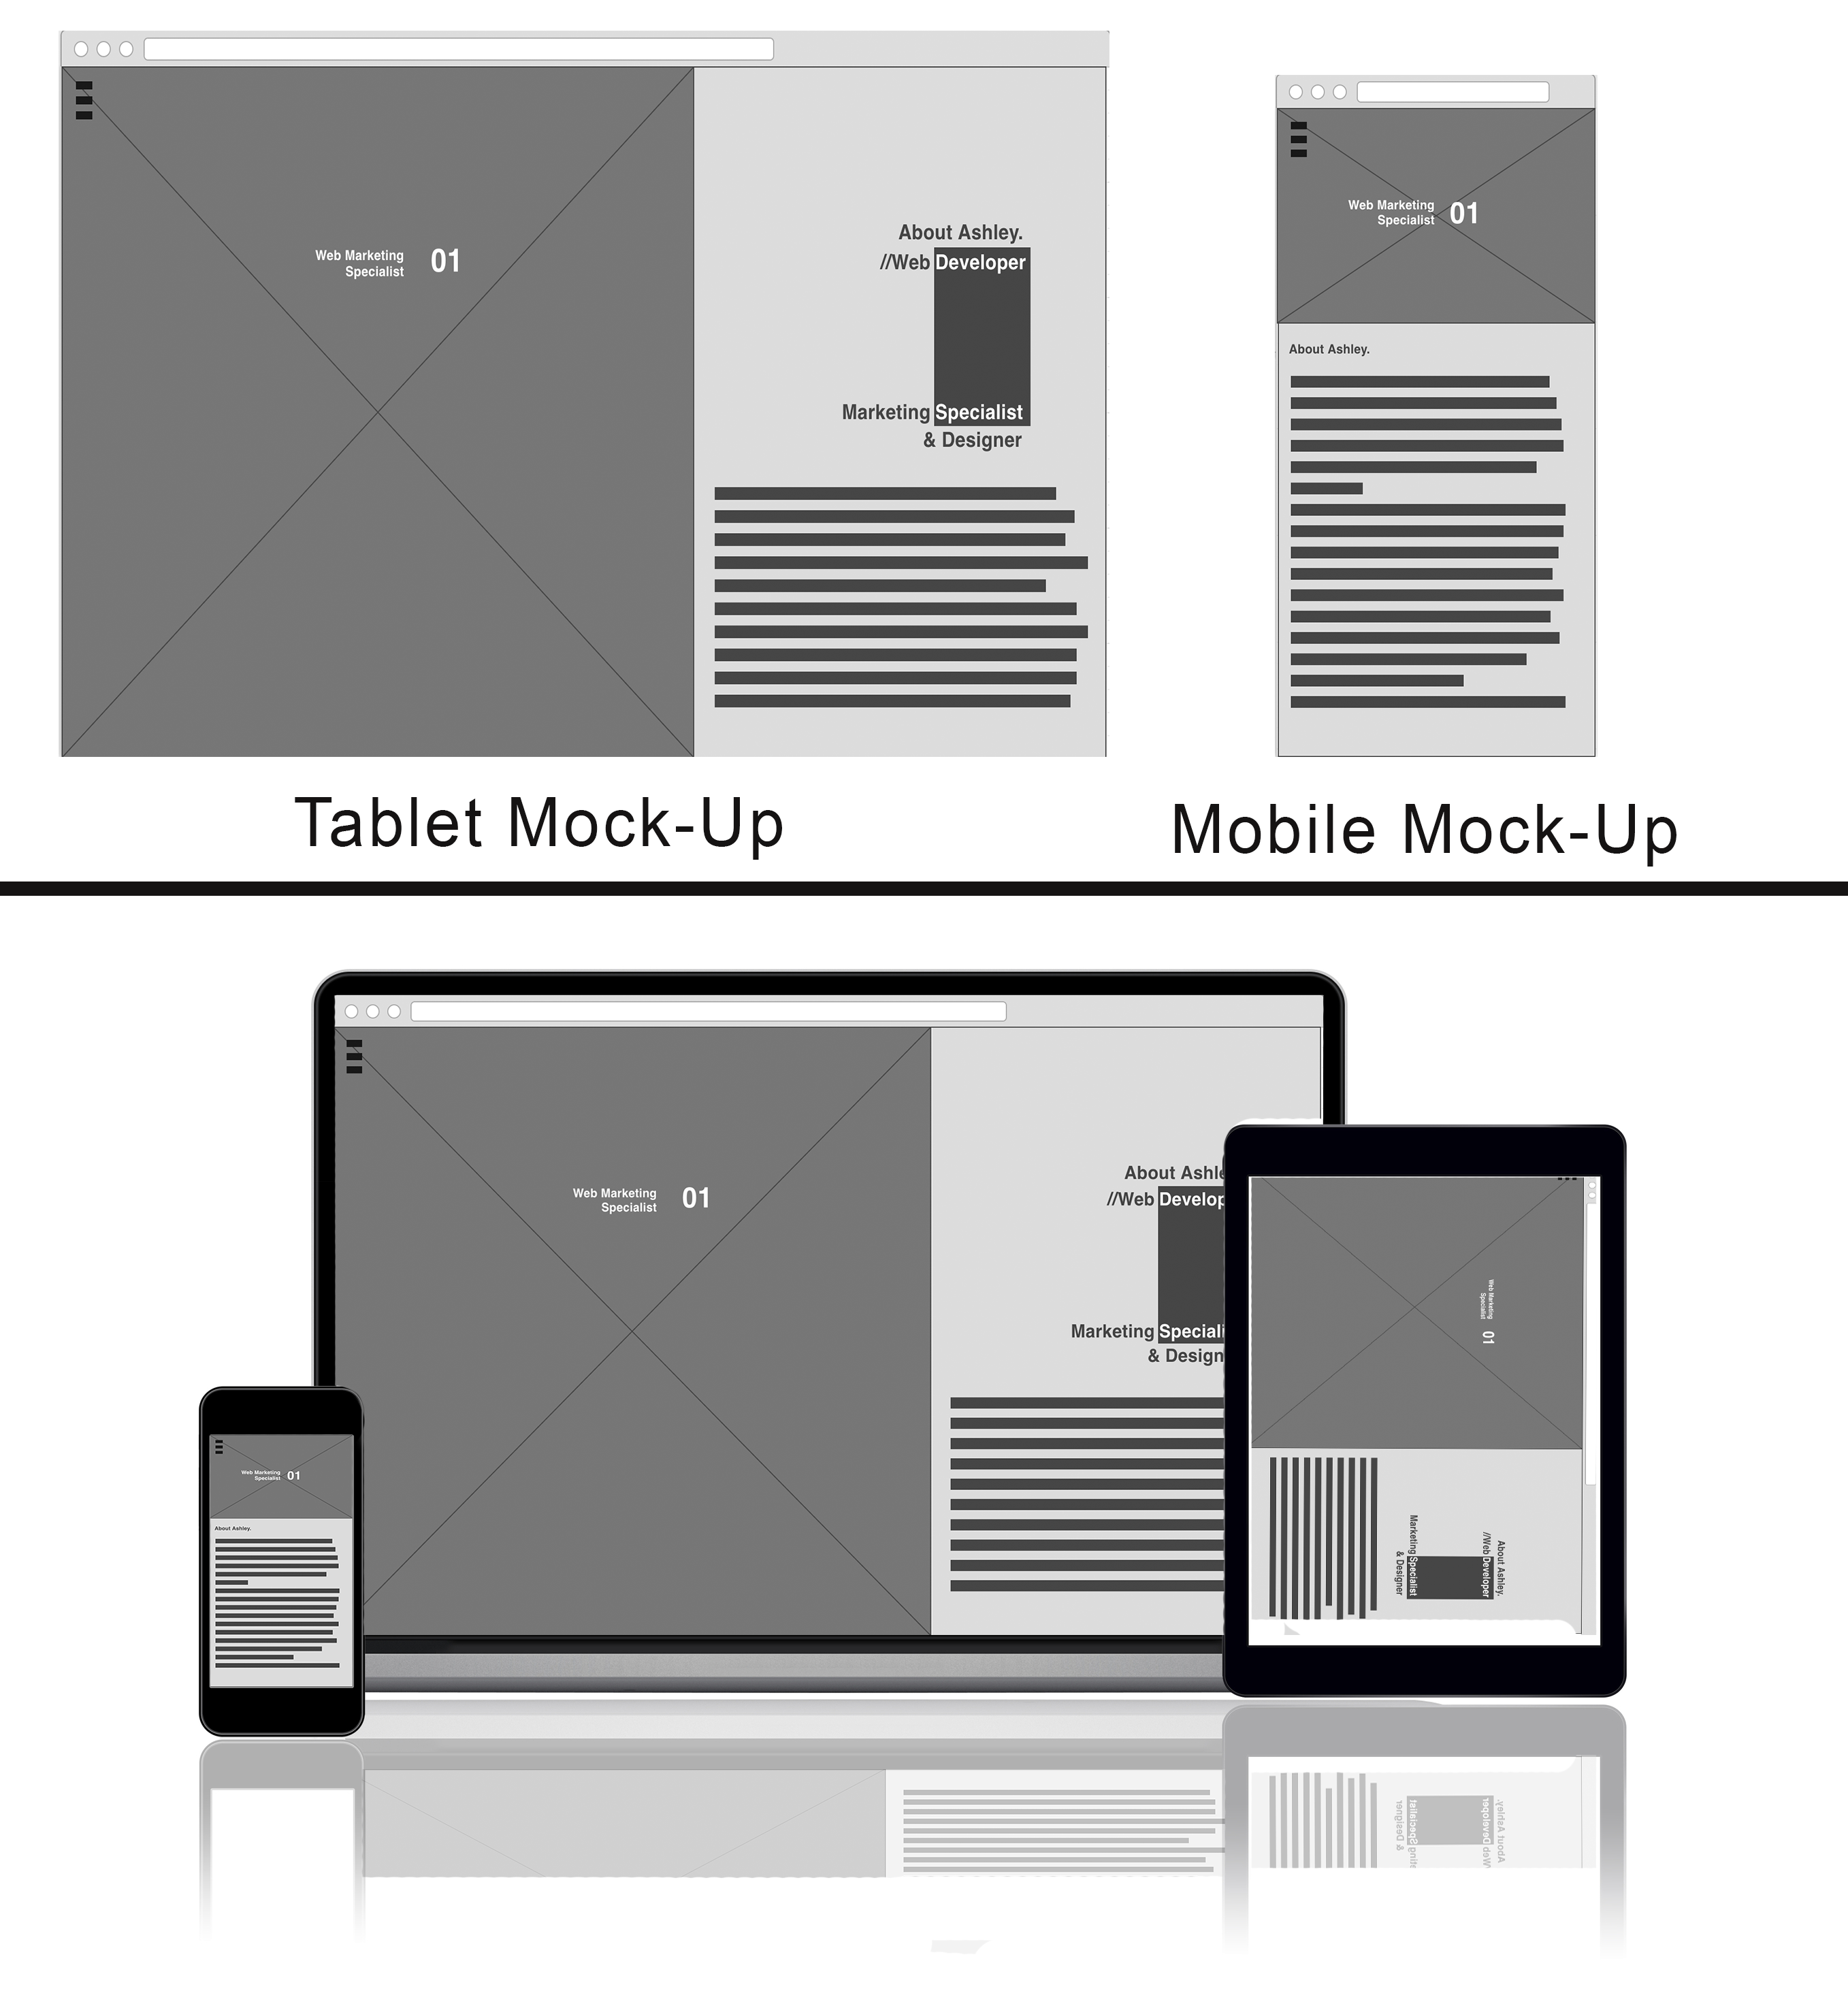 Web Marketing
Specialist
01
About Ashley.
//Web Developer
Marketing Specialist
& Designer
Web Marketing
Specialist
01
About Ashley.
Tablet Mock-Up
Mobile Mock-Up
Web Marketing
Specialist
01
About Ashle
//Web Develop
Marketing Speciali
& Design
Web Marketing
Specialist
01
About Ashley.
//Web Developer
Marketing Specialist
& Designer
Web Marketing
Specialist
01
About Ashley.